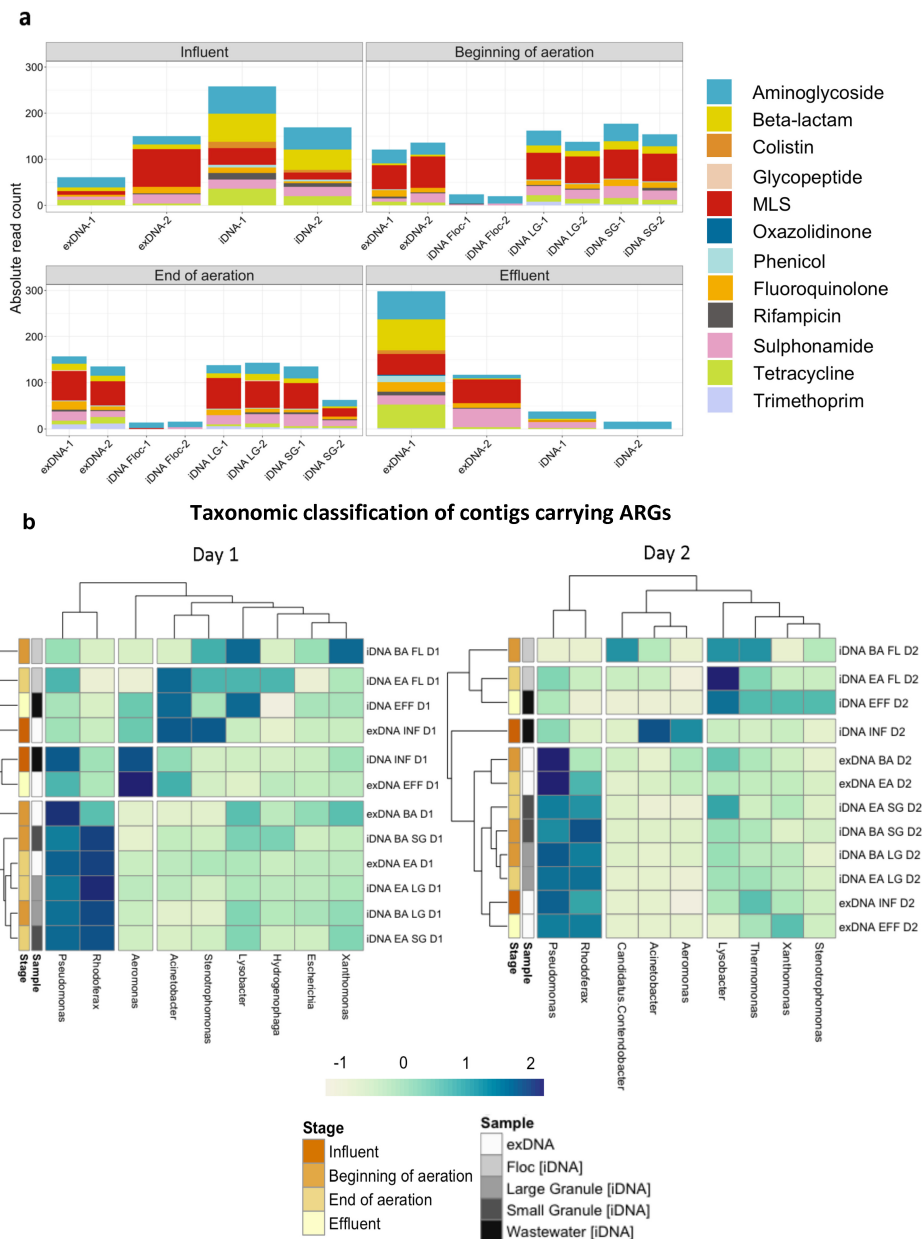 a
Influent
Beginning of aeration
300
200
100
0
exDNA-1
exDNA-2
iDNA-1
iDNA-2
exDNA-1
exDNA-2
iDNA Floc-1
iDNA Floc-2
iDNA LG-1
iDNA LG-2
iDNA SG-1
iDNA SG-2
Absolute read count
End of aeration
Effluent
300
200
100
0
exDNA-1
exDNA-2
iDNA Floc-1
iDNA Floc-2
iDNA LG-1
iDNA LG-2
iDNA SG-1
iDNA SG-2
exDNA-1
exDNA-2
iDNA-1
iDNA-2
Aminoglycoside
Beta-lactam
Colistin
Glycopeptide
MLS
Oxazolidinone
Phenicol
Fluoroquinolone
Rifampicin
Sulphonamide
Tetracycline
Trimethoprim
b
Taxonomic classification of contigs carrying ARGs
Day 1
iDNA BA FL D1
iDNA EA FL D1
iDNA EFF D1
exDNA INF D1
iDNA INF D1
exDNA EFF D1
exDNA BA D1
iDNA BA SG D1
exDNA EA D1
iDNA EA LG D1
iDNA BA LG D1
iDNA EA SG D1
Stage
Sample
Pseudomonas
Rhodoferax
Aeromonas
Acinetobacter
Stenotrophomonas
Lysobacter
Hydrogenophaga
Escherichia
Xanthomonas
Day 2
iDNA BA FL D2
iDNA EA FL D2
iDNA EFF D2
iDNA INF D2
exDNA BA D2
exDNA EA D2
iDNA EA SG D2
iDNA BA SG D2
iDNA BA LG D2
iDNA EA LG D2
exDNA INF D2
exDNA EFF D2
Stage
Sample
Pseudomonas
Rhodoferax
Candidatus.Contendobacter
Acinetobacter
Aeromonas
Lysobacter
Thermomonas
Xanthomonas
Stenotrophomonas
-1 0 1 2
Stage
Influent
Beginning of aeration
End of aeration
Effluent
Sample
exDNA
Floc [iDNA]
Large Granule [iDNA]
Small Granule [iDNA]
Wastewater [iDNA]